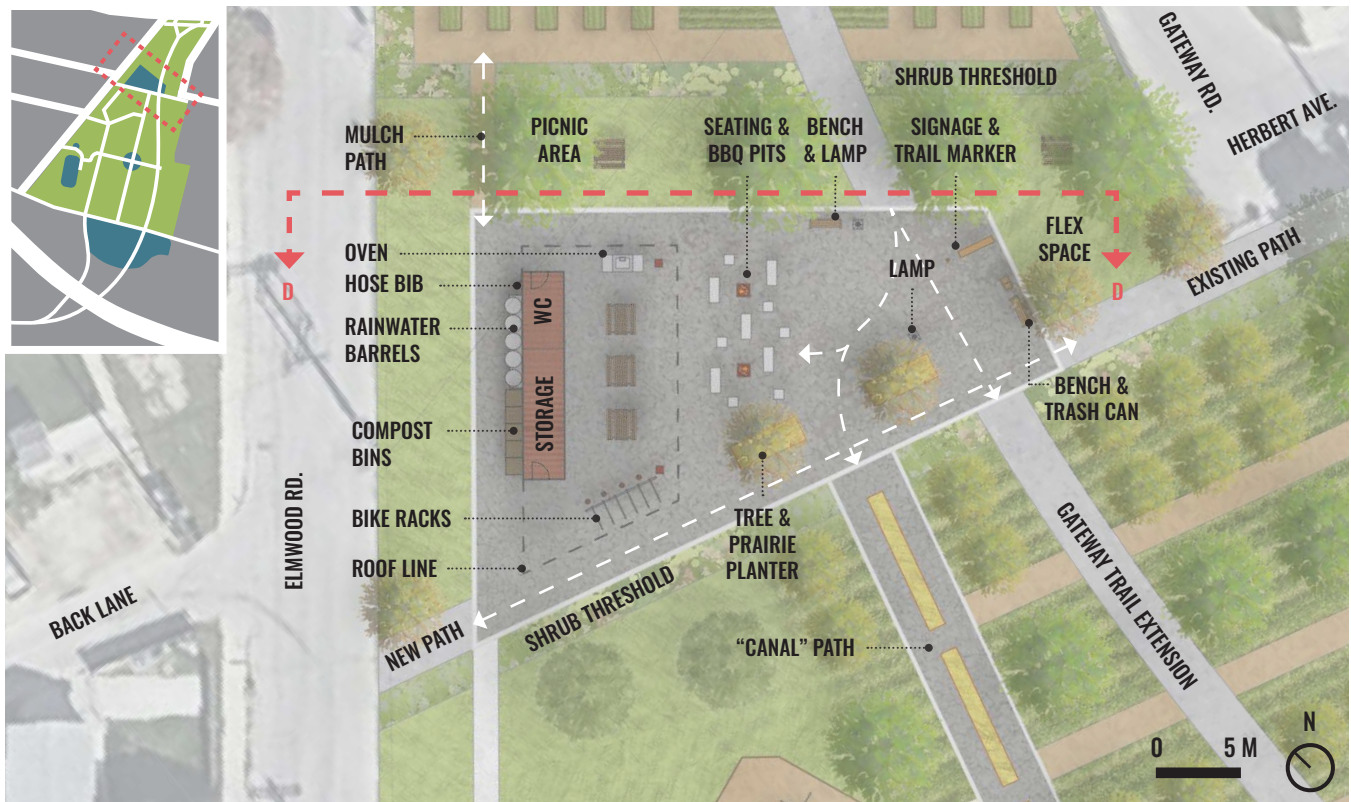 GATEWAY RD.
HERBERT AVE.
SHRUB THRESHOLD
MULCH
PATH
PICNIC
AREA
SEATING &
BBQ PITS
BENCH
& LAMP
SIGNAGE &
TRAIL MARKER
FLEX
SPACE
EXISTING PATH
D
D
OVEN
HOSE BIB
RAINWATER
BARRELS
WC
STORAGE
LAMP
COMPOST
BINS
BENCH &
TRASH CAN
ELMWOOD RD.
BIKE RACKS
ROOF LINE
TREE &
PRAIRIE
PLANTER
BACK LANE
NEW PATH
SHRUB THRESHOLD
"CANAL" PATH
GATEWAY TRAIL EXTENSION
N
0 5 M